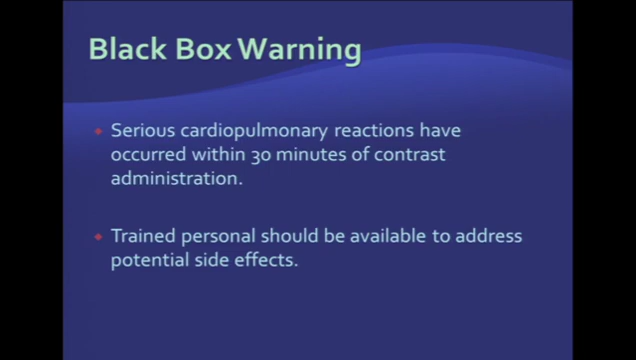 Black Box Warning
Serious cardiopulmonary reactions have
occurred within 30 minutes of contrast
administration.
Trained personal should be available to address
potential side effects.